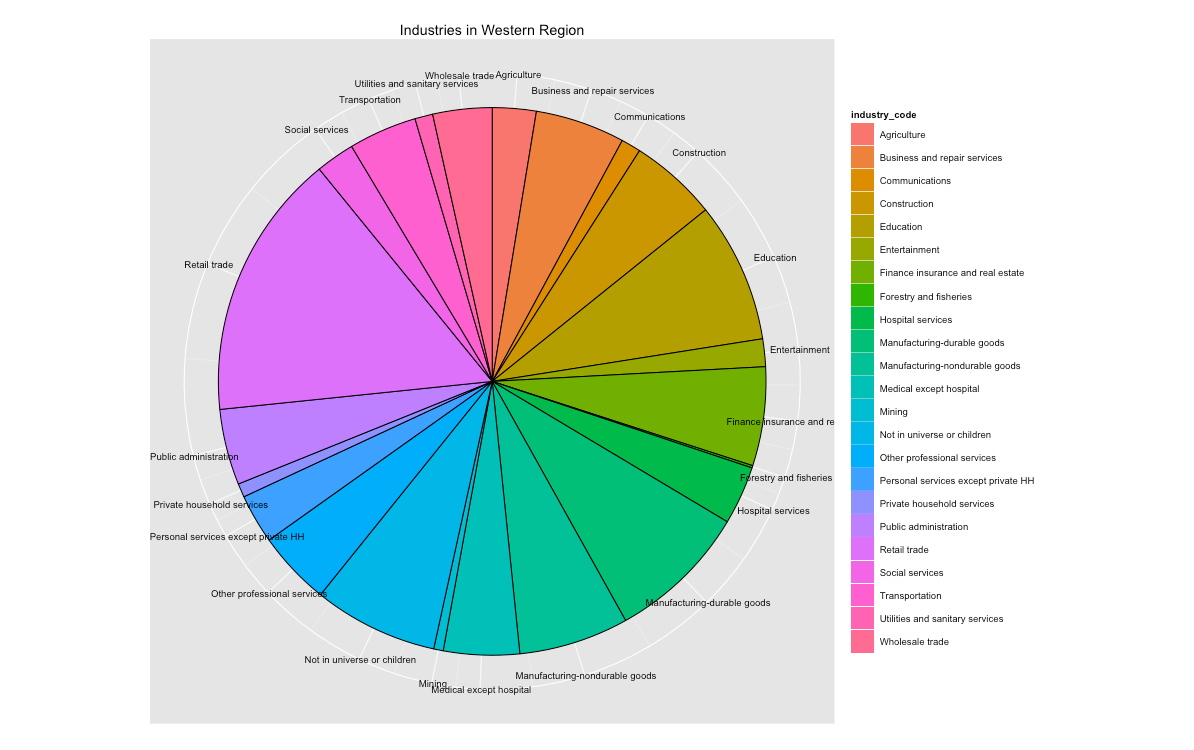 Industries in Western Region
Wholesale trade
Agriculture
Utilities and sanitary services
Business and repair services
Transportation
Communications
Social services
Construction
Retail trade
Education
Entertainment
Finance insurance and re
Public administration
Forestry and fisheries
Private household services
Hospital services
Personal services except private HH
Other professional services
Manufacturing-durable goods
Not in universe or children
Manufacturing-nondurable goods
Mining
Medical except hospital
industry_code
Agriculture
Business and repair services
Communications
Construction
Education
Entertainment
Finance insurance and real estate
Forestry and fisheries
Hospital services
Manufacturing-durable goods
Manufacturing-nondurable goods
Medical except hospital
Mining
Not in universe or children
Other professional services
Personal services except private HH
Private household services
Public administration
Retail trade
Social services
Transportation
Utilities and sanitary services
Wholesale trade